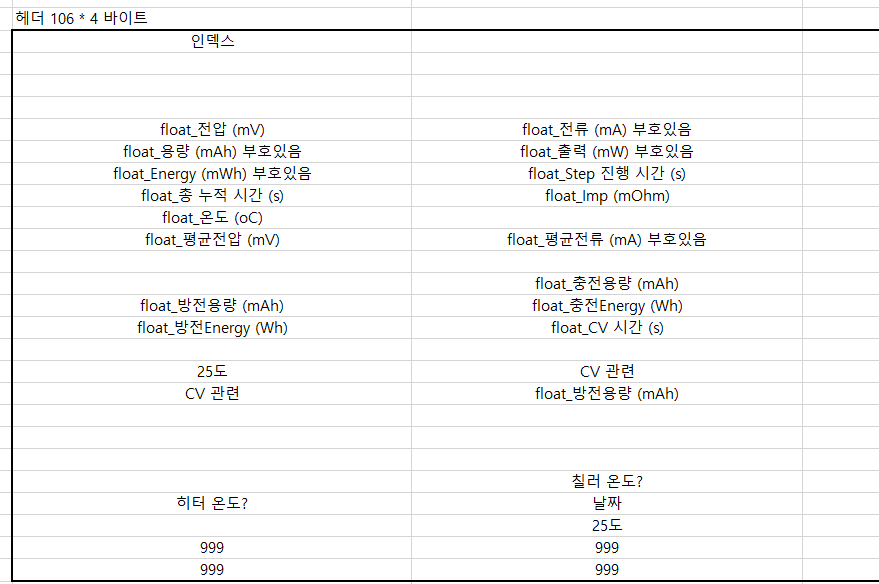 헤더 106 * 4 바이트
인덱스
float_전압 (mV) float_전류 (mA) 부호있음
float_용량 (mAh) 부호있음 float_출력 (mW) 부호있음
float_Energy (mWh) 부호있음 float_Step 진행 시간 (s)
float_총 누적 시간 (s) float_Imp (mOhm)
float_온도 (oC)
float_평균전압 (mV) float_평균전류 (mA) 부호있음
float_충전용량 (mAh)
float_방전용량 (mAh) float_충전Energy (Wh)
float_방전Energy (Wh) float_CV 시간 (s)
25도 CV 관련
CV 관련 float_방전용량 (mAh)
칠러 온도?
히터 온도? 날짜
25도
999 999
999 999